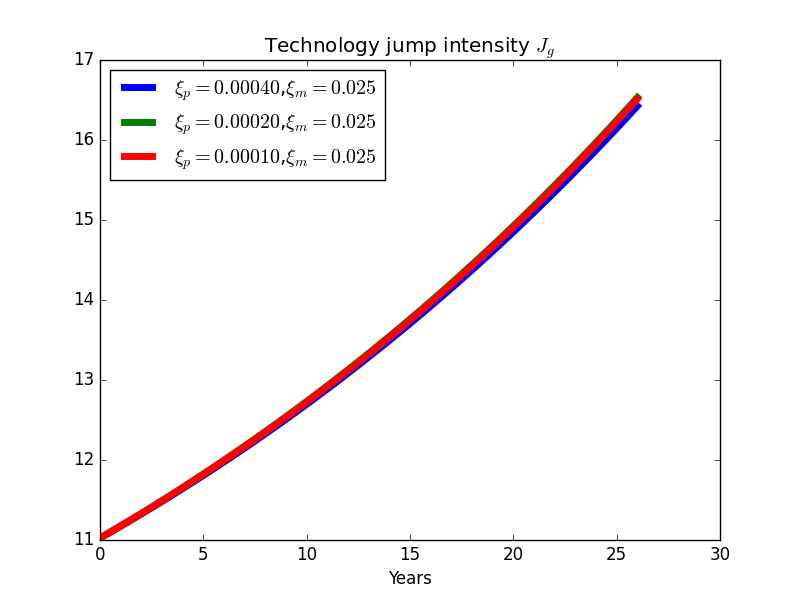 Technology jump intensity J_g
ξ_p = 0.00040,ξ_m = 0.025
ξ_p = 0.00020,ξ_m = 0.025
ξ_p = 0.00010,ξ_m = 0.025
17
16
15
14
13
12
11
0 5 10 15 20 25 30
Years